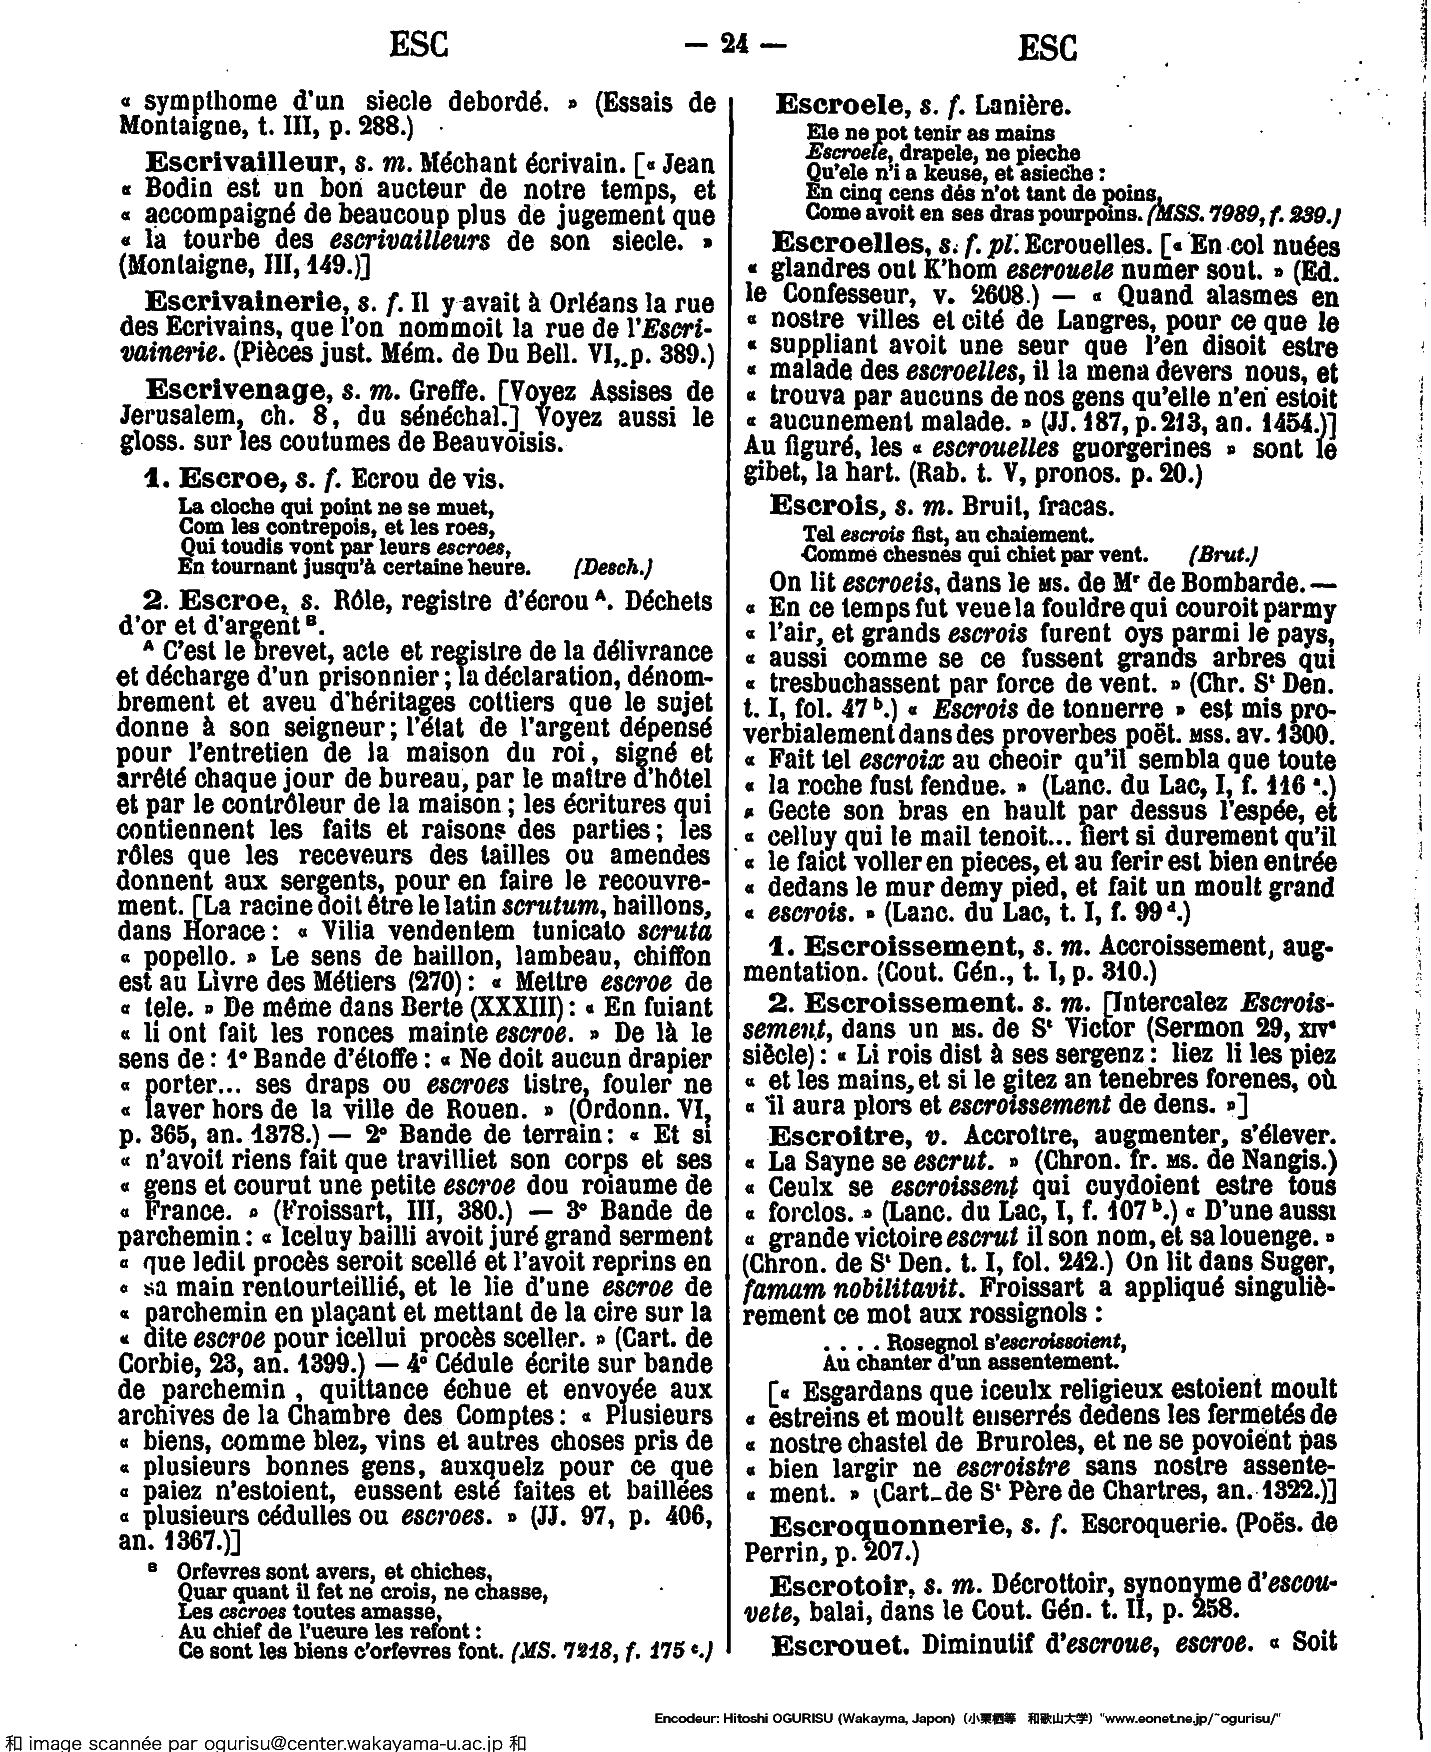 ESC — 24 — ESC
« sympthome d'un siecle debordé. » (Essais de
Montaigne, t. III, p. 288.)
Escrivailleur, s. m. Méchant écrivain. [« Jean
« Bodin est un bon aucteur de notre temps, et
« accompaigné de beaucoup plus de jugement que
« la tourbe des escrivailleurs de son siecle. »
(Montaigne, III, 149.)]
Escrivainerie, s. f. Il y avait à Orléans la rue
des Ecrivains, que l'on nommoit la rue de l'Escri-
vainerie. (Pièces just. Mém. de Du Bell. VI, p. 389.)
Escrivenage, s. m. Greffe. [Voyez Assises de
Jerusalem, ch. 8, du sénéchal.] Voyez aussi le
gloss. sur les coutumes de Beauvoisis.
1. Escroe, s. f. Ecrou de vis.
La cloche qui point ne se muet,
Com les contrepois, et les roes,
Qui toudis vont par leurs escroes,
En tournant jusqu'à certaine heure. (Desch.)
2. Escroe, s. Rôle, registre d'écrou A. Déchets
d'or et d'argent B.
A C'est le brevet, acte et registre de la délivrance
et décharge d'un prisonnier ; la déclaration, dénom-
brement et aveu d'héritages cottiers que le sujet
donne à son seigneur ; l'état de l'argent dépensé
pour l'entretien de la maison du roi, signé et
arrêté chaque jour de bureau, par le maître d'hôtel
et par le contrôleur de la maison ; les écritures qui
contiennent les faits et raisons des parties ; les
rôles que les receveurs des tailles ou amendes
donnent aux sergents, pour en faire le recouvre-
ment. [La racine doit être le latin scrutum, haillons,
dans Horace : « Vilia vendentem tunicato scruta
« popello. » Le sens de haillon, lambeau, chiffon
est au Livre des Métiers (270) : « Mettre escroe de
« tele. » De même dans Berte (XXXIII) : « En fuiant
« li ont fait les ronces mainte escroe. » De là le
sens de : 1° Bande d'étoffe : « Ne doit aucun drapier
« porter... ses draps ou escroes tistre, fouler ne
« laver hors de la ville de Rouen. » (Ordonn. VI,
p. 365, an. 1378.) — 2° Bande de terrain : « Et si
« n'avoit riens fait que travilliet son corps et ses
« gens et courut une petite escroe dou roiaume de
« France. » (Froissart, III, 380.) — 3° Bande de
parchemin : « Iceluy bailli avoit juré grand serment
« que ledit procès seroit scellé et l'avoit reprins en
« sa main rentourteillié, et le lie d'une escroe de
« parchemin en plaçant et mettant de la cire sur la
« dite escroe pour icellui procès sceller. » (Cart. de
Corbie, 23, an. 1399.) — 4° Cédule écrite sur bande
de parchemin , quittance échue et envoyée aux
archives de la Chambre des Comptes : « Plusieurs
« biens, comme blez, vins et autres choses pris de
« plusieurs bonnes gens, auxquelz pour ce que
« paiez n'estoient, eussent esté faites et baillées
« plusieurs cédulles ou escroes. » (JJ. 97, p. 406,
an. 1367.)]
B Orfevres sont avers, et chiches,
Quar quant il fet ne crois, ne chasse,
Les escroes toutes amasse,
Au chief de l'ueure les refont :
Ce sont les biens c'orfevres font. (MS. 7218, f. 175 c.)
Escroele, s. f. Lanière.
Ele ne pot tenir as mains
Escroele, drapele, ne pieche
Qu'ele n'i a keuse, et asieche :
En cinq cens dés n'ot tant de poins,
Come avoit en ses dras pourpoins. (MSS. 7989, f. 239.)
Escroelles, s. f. pl. Ecrouelles. [« En col nuées
« glandres out K'hom escrouele numer sout. » (Ed.
le Confesseur, v. 2608.) — « Quand alasmes en
« nostre villes et cité de Langres, pour ce que le
« suppliant avoit une seur que l'en disoit estre
« malade des escroelles, il la mena devers nous, et
« trouva par aucuns de nos gens qu'elle n'en estoit
« aucunement malade. » (JJ. 187, p. 213, an. 1454.)]
Au figuré, les « escrouelles guorgerines » sont le
gibet, la hart. (Rab. t. V, pronos. p. 20.)
Escrois, s. m. Bruit, fracas.
Tel escrois fist, au chaiement.
Comme chesnes qui chiet par vent. (Brut.)
On lit escroeis, dans le MS. de Mr de Bombarde. —
« En ce temps fut veue la fouldre qui couroit parmy
« l'air, et grands escrois furent oys parmi le pays,
« aussi comme se ce fussent grands arbres qui
« tresbuchassent par force de vent. » (Chr. St Den.
t. I, fol. 47 b.) « Escrois de tonnerre » est mis pro-
verbialement dans des proverbes poët. MSS. av. 1300.
« Fait tel escroix au cheoir qu'il sembla que toute
« la roche fust fendue. » (Lanc. du Lac, I, f. 116 a.)
« Gecte son bras en hault par dessus l'espée, et
« celluy qui le mail tenoit... fiert si durement qu'il
« le faict voller en pieces, et au ferir est bien entrée
« dedans le mur demy pied, et fait un moult grand
« escrois. » (Lanc. du Lac, t. I, f. 99 d.)
1. Escroissement, s. m. Accroissement, aug-
mentation. (Cout. Gén., t. I, p. 310.)
2. Escroissement. s. m. [Intercalez Escrois-
sement, dans un MS. de St Victor (Sermon 29, XIVe
siècle) : « Li rois dist à ses sergenz : liez li les piez
« et les mains, et si le gitez an tenebres forenes, où
« il aura plors et escroissement de dens. »]
Escroitre, v. Accroître, augmenter, s'élever.
« La Sayne se escrut. » (Chron. fr. MS. de Nangis.)
« Ceulx se escroissent qui cuydoient estre tous
« forclos. » (Lanc. du Lac, I, f. 107 b.) « D'une aussi
« grande victoire escrut il son nom, et sa louenge. »
(Chron. de St Den. t. I, fol. 242.) On lit dans Suger,
famam nobilitavit. Froissart a appliqué singuliè-
rement ce mot aux rossignols :
. . . . Rosegnol s'escroissoient,
Au chanter d'un assentement.
[« Esgardans que iceulx religieux estoient moult
« estreins et moult enserrés dedens les fermetés de
« nostre chastel de Bruroles, et ne se povoient pas
« bien largir ne escroistre sans nostre assente-
« ment. » (Cart. de St Père de Chartres, an. 1322.)]
Escroquonnerie, s. f. Escroquerie. (Poës. de
Perrin, p. 207.)
Escrotoir, s. m. Décrottoir, synonyme d'escou-
vete, balai, dans le Cout. Gén. t. II, p. 258.
Escrouet. Diminutif d'escroue, escroe. « Soit
Encodeur: Hitoshi OGURISU (Wakayma, Japon) (小栗栖等 和歌山大学) "www.eonet.ne.jp/~ogurisu/"
和 image scannée par ogurisu@center.wakayama-u.ac.jp 和